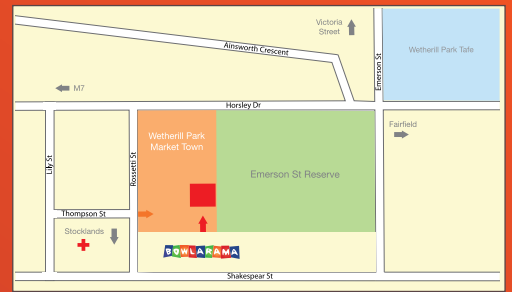 Victoria
Street
Ainsworth Crescent
Emerson St
Wetherill Park Tafe
M7
Horsley Dr
Fairfield
Wetherill Park
Market Town
Lily St
Rossetti St
Emerson St Reserve
Thompson St
Stocklands
BOWLARAMA
Shakespear St